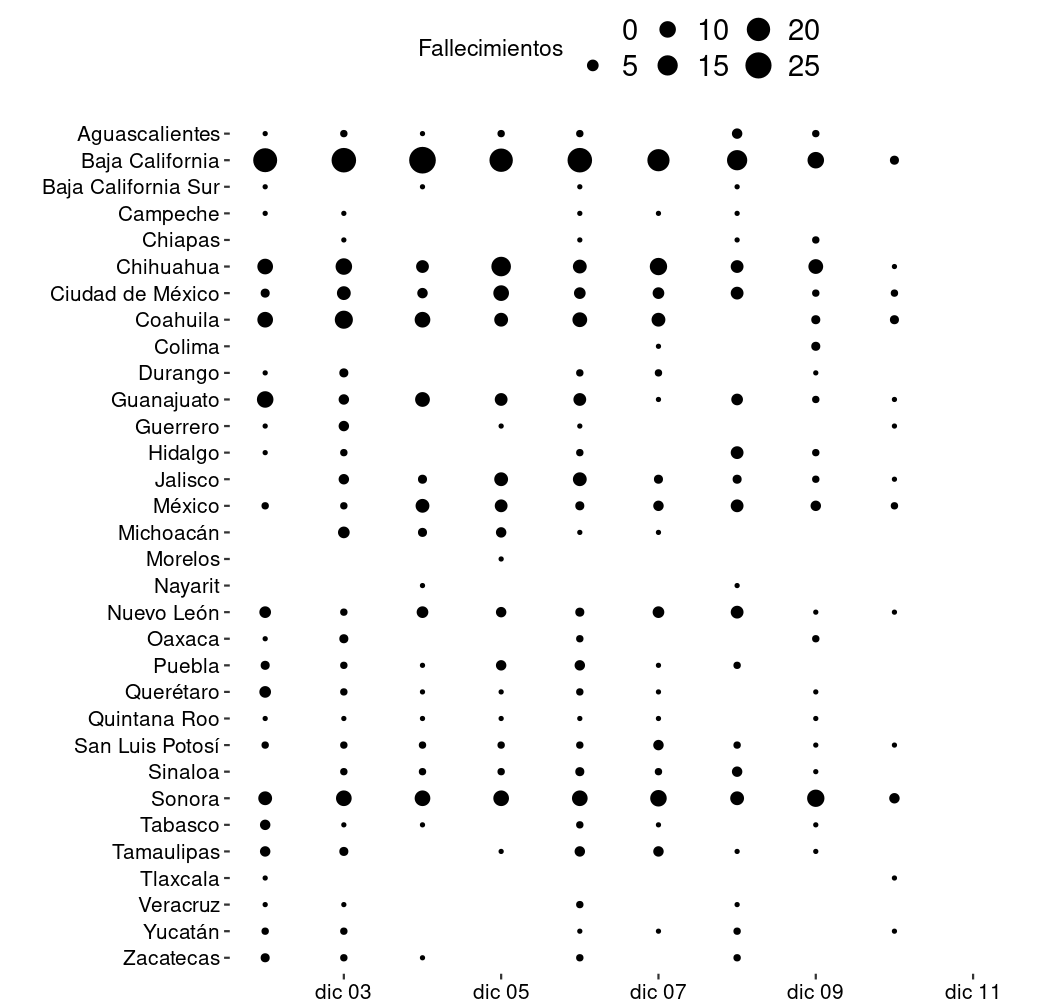 Fallecimientos
0 10 20
5 15 25
Aguascalientes
Baja California
Baja California Sur
Campeche
Chiapas
Chihuahua
Ciudad de México
Coahuila
Colima
Durango
Guanajuato
Guerrero
Hidalgo
Jalisco
México
Michoacán
Morelos
Nayarit
Nuevo León
Oaxaca
Puebla
Querétaro
Quintana Roo
San Luis Potosí
Sinaloa
Sonora
Tabasco
Tamaulipas
Tlaxcala
Veracruz
Yucatán
Zacatecas
dic 03 dic 05 dic 07 dic 09 dic 11